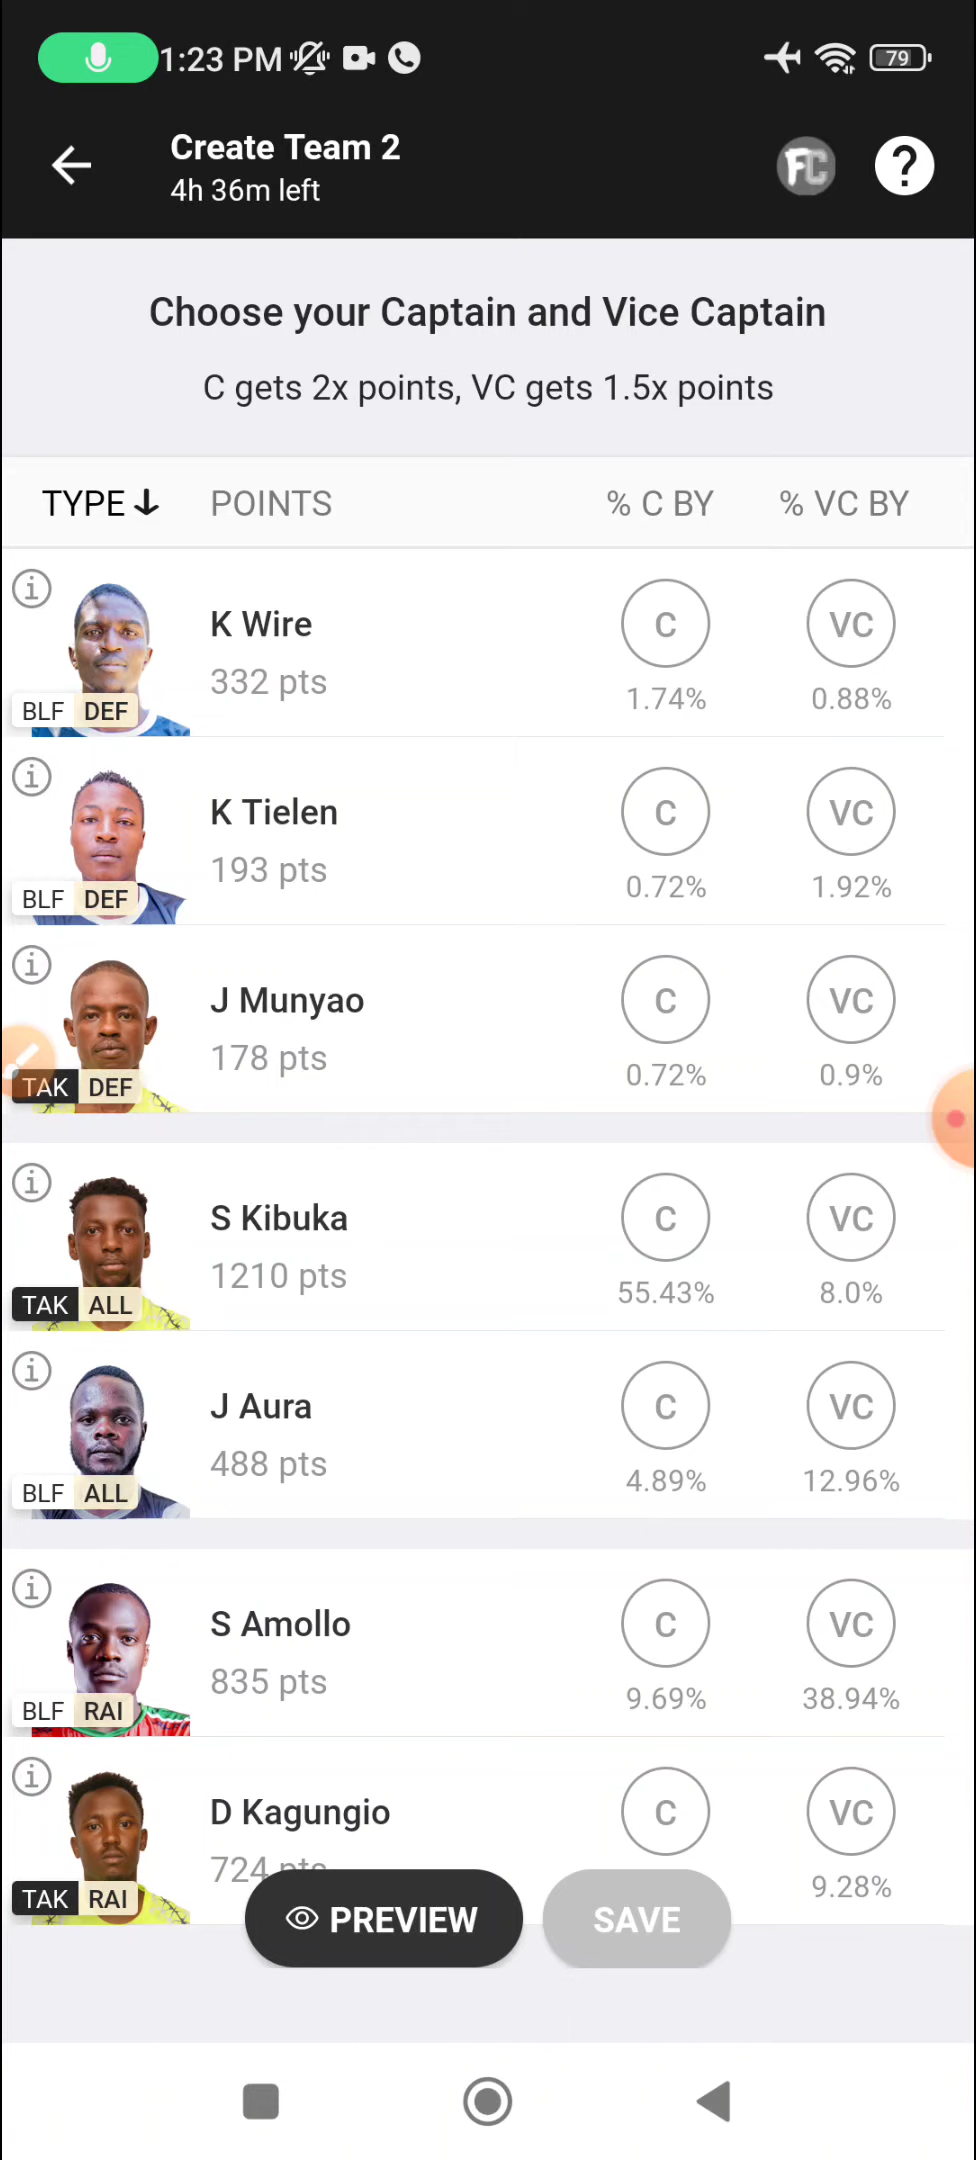 1:23 PM
79
Create Team 2
4h 36m left
FC
?
Choose your Captain and Vice Captain
C gets 2x points, VC gets 1.5x points
TYPE POINTS % C BY % VC BY
K Wire
332 pts
BLF DEF
C
1.74%
VC
0.88%
K Tielen
193 pts
BLF DEF
C
0.72%
VC
1.92%
J Munyao
178 pts
TAK DEF
C
0.72%
VC
0.9%
S Kibuka
1210 pts
TAK ALL
C
55.43%
VC
8.0%
J Aura
488 pts
BLF ALL
C
4.89%
VC
12.96%
S Amollo
835 pts
BLF RAI
C
9.69%
VC
38.94%
D Kagungio
724 pts
TAK RAI
C
VC
9.28%
PREVIEW
SAVE